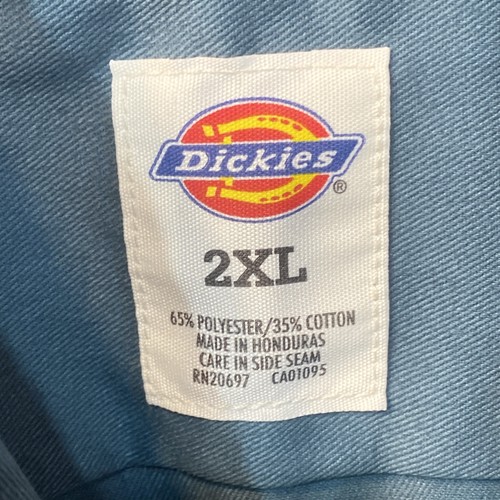 Dickies
®
2XL
65% POLYESTER/35% COTTON
MADE IN HONDURAS
CARE IN SIDE SEAM
RN20697 CA01095